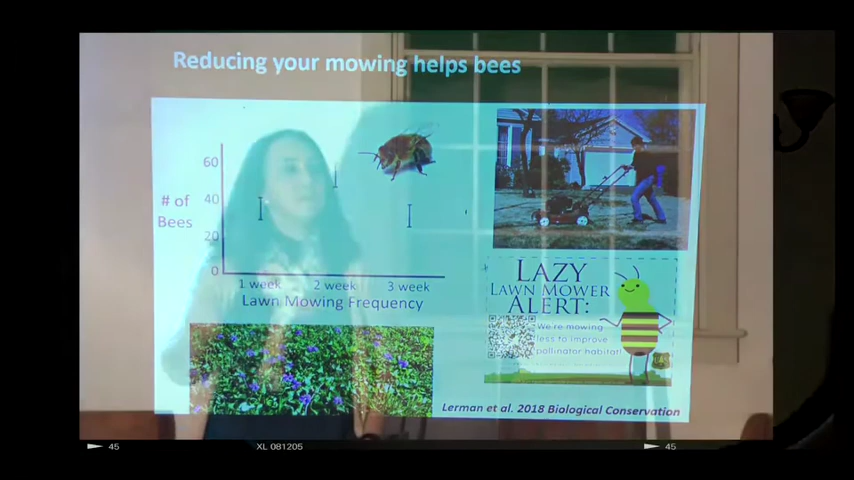 Reducing your mowing helps bees
60
# of
40
Bees
20
0
1 week
2 week
3 week
Lawn Mowing Frequency
LAZY
LAWN MOWER
ALERT:
We're mowing
less to improve
pollinator habitat!
Lerman et al. 2018 Biological Conservation
45
XL 081205
45